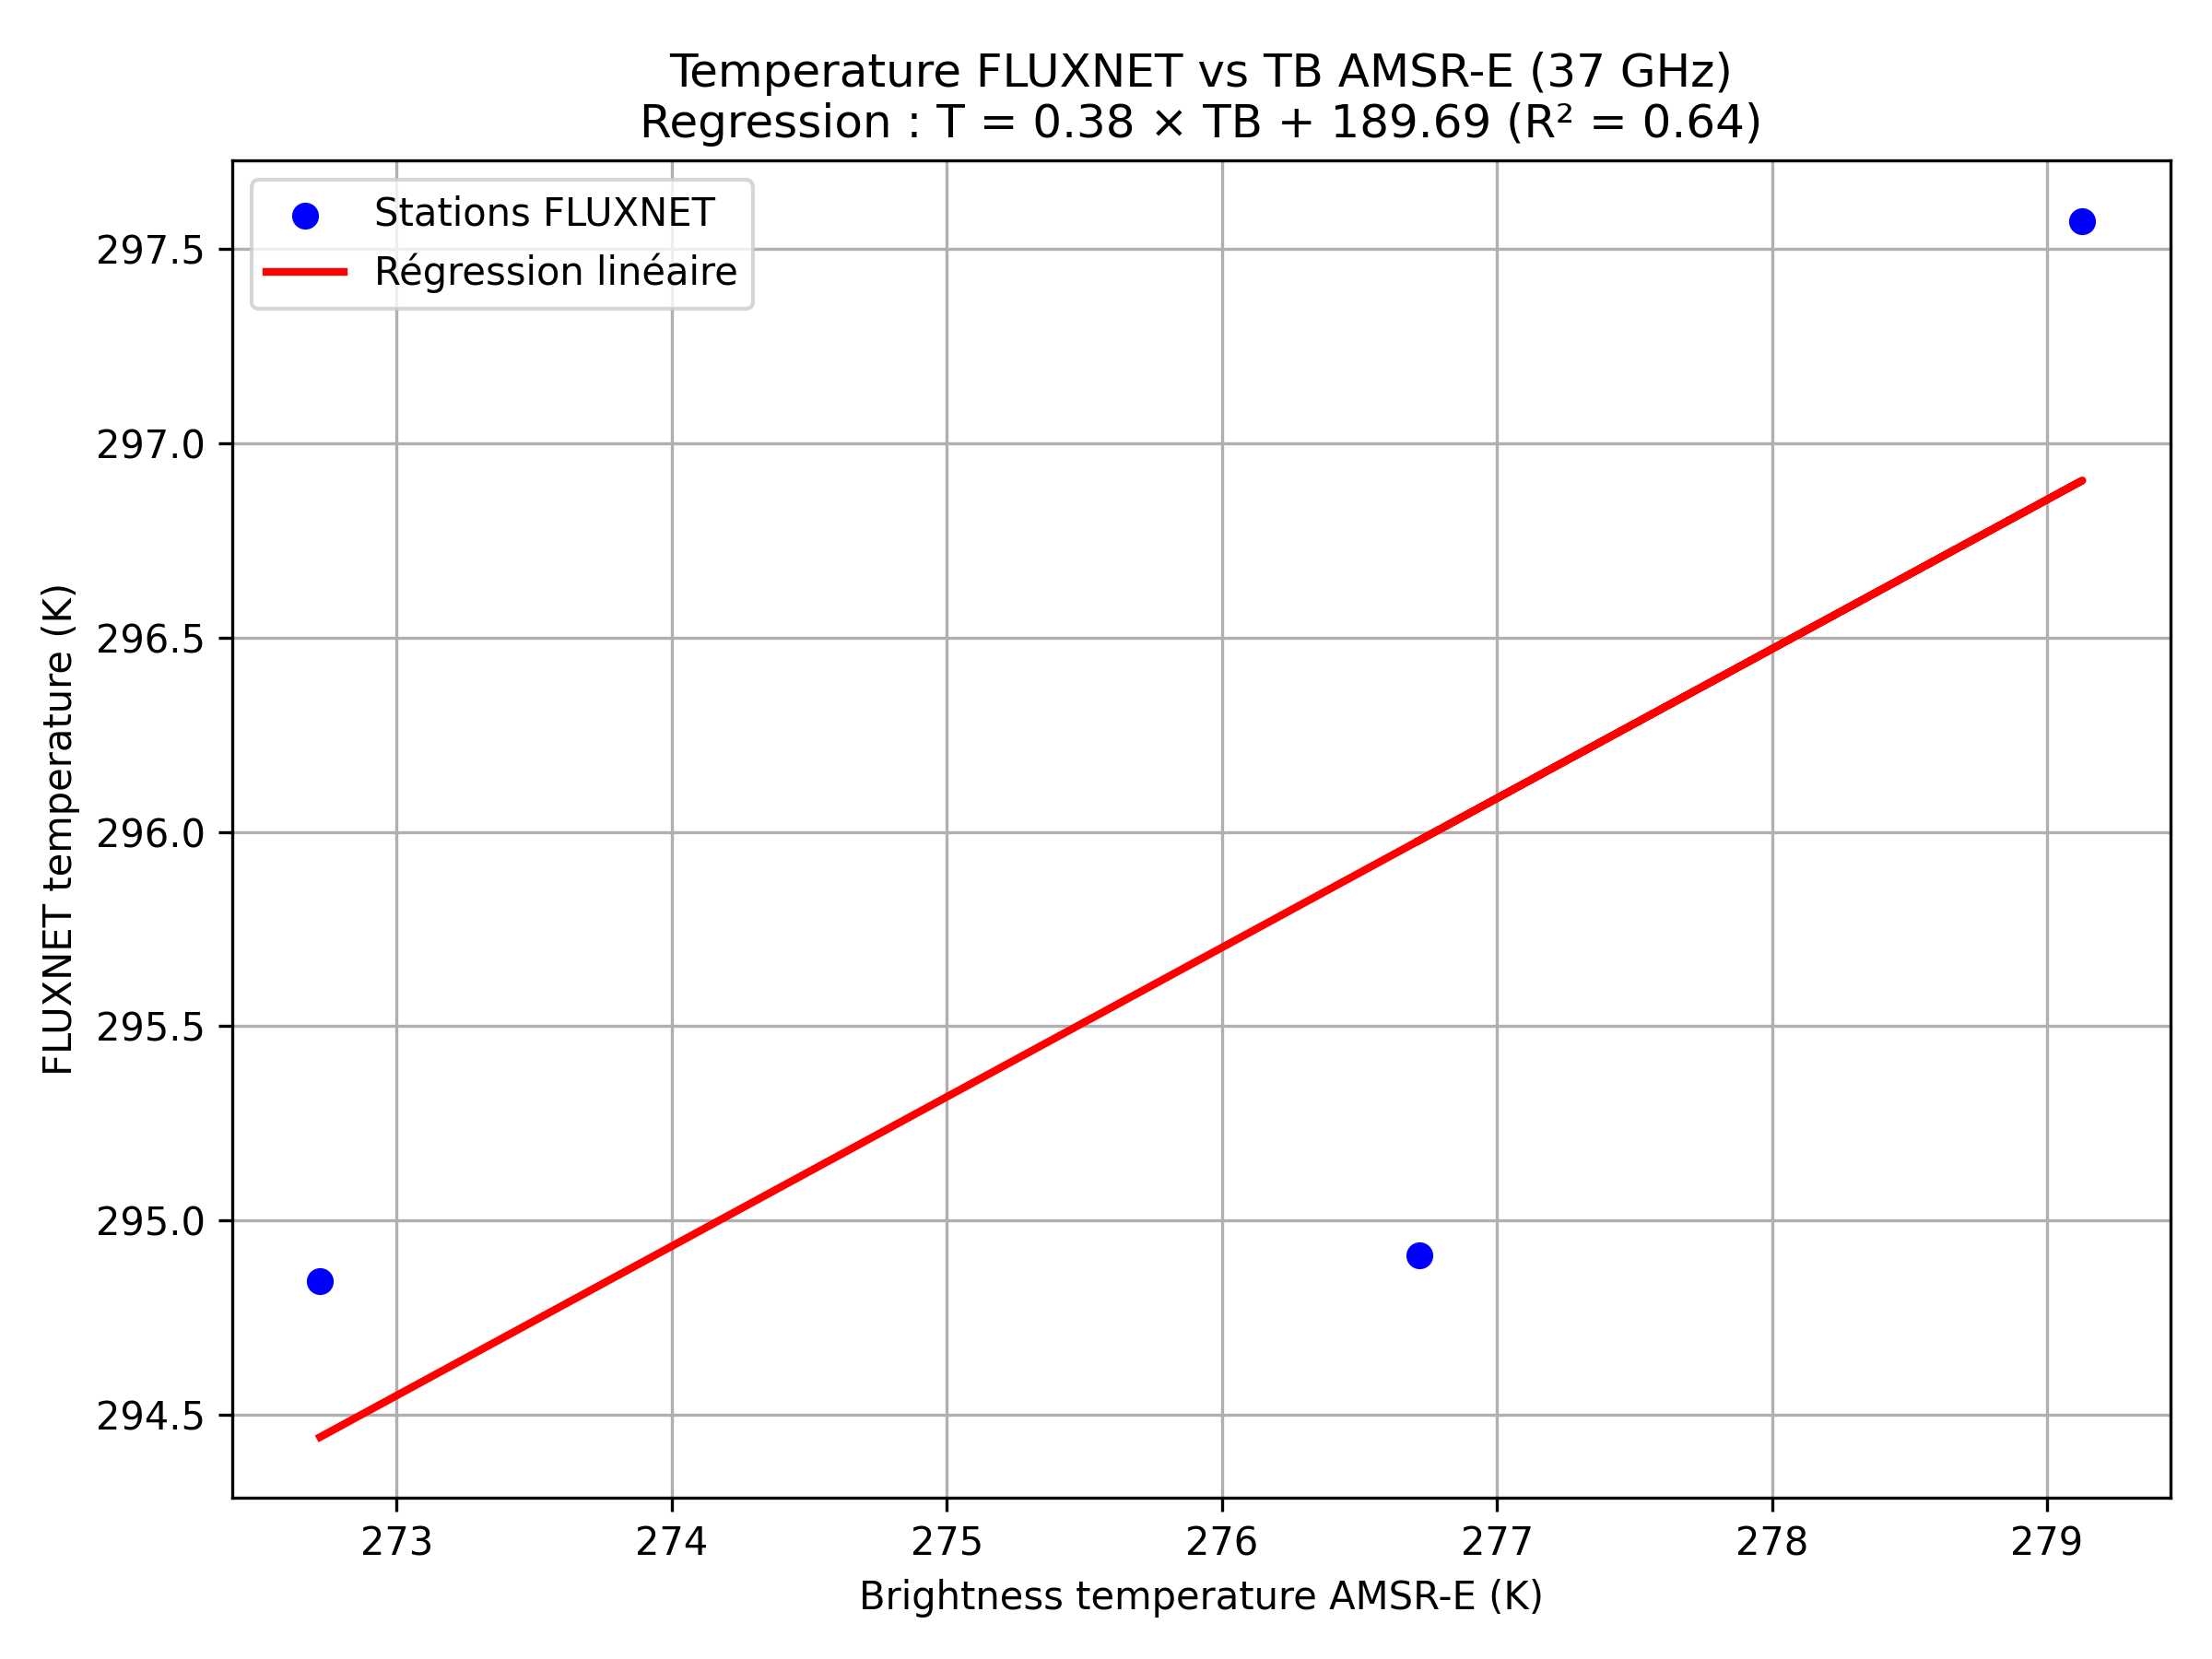 Temperature FLUXNET vs TB AMSR-E (37 GHz)
Regression : T = 0.38 × TB + 189.69 (R² = 0.64)
Stations FLUXNET
Régression linéaire
FLUXNET temperature (K)
297.5
297.0
296.5
296.0
295.5
295.0
294.5
273 274 275 276 277 278 279
Brightness temperature AMSR-E (K)